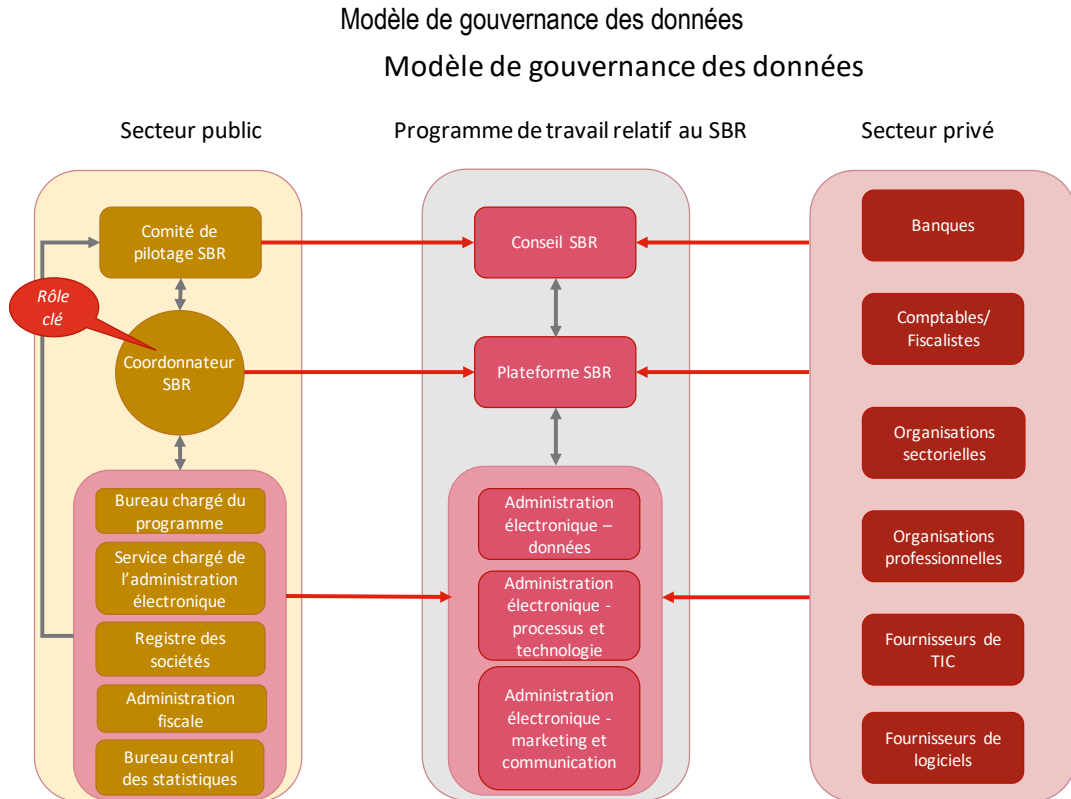 Modèle de gouvernance des données
Modèle de gouvernance des données
Secteur public
Programme de travail relatif au SBR
Secteur privé
Comité de
pilotage SBR
Rôle
clé
Coordonnateur
SBR
Bureau chargé du
programme
Service chargé de
l'administration
électronique
Registre des
sociétés
Administration
fiscale
Bureau central
des statistiques
Conseil SBR
Plateforme SBR
Administration
électronique –
données
Administration
électronique -
processus et
technologie
Administration
électronique -
marketing et
communication
Banques
Comptables/
Fiscalistes
Organisations
sectorielles
Organisations
professionnelles
Fournisseurs de
TIC
Fournisseurs de
logiciels